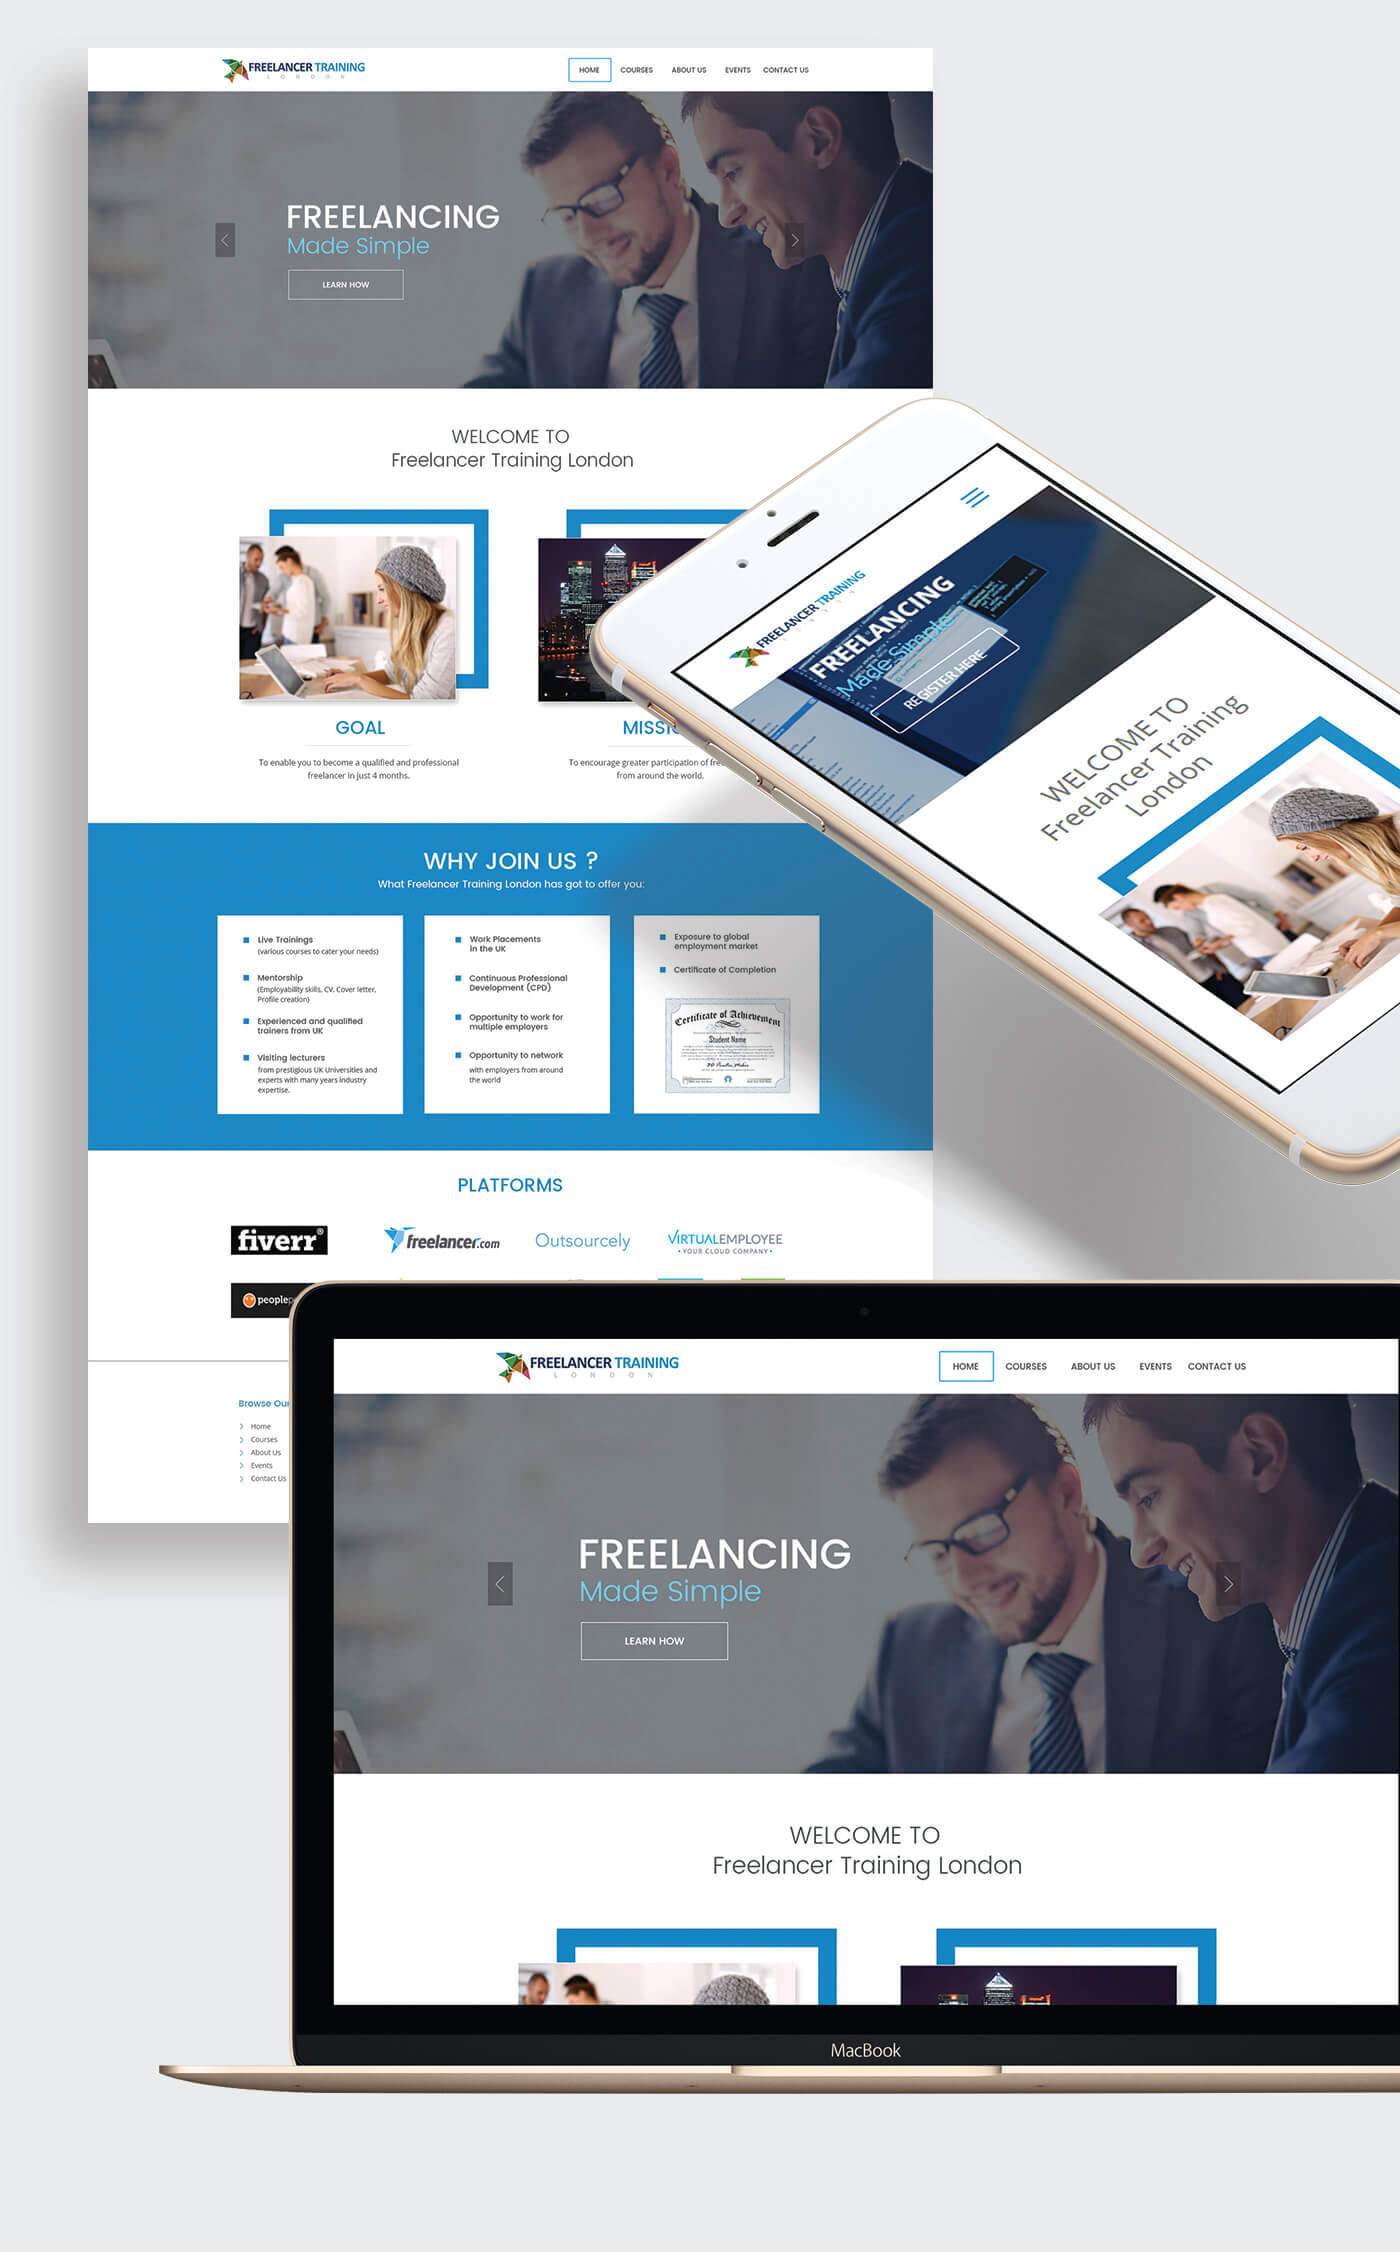 FREELANCER TRAINING
LONDON
HOME COURSES ABOUT US EVENTS CONTACT US
FREELANCING
Made Simple
LEARN HOW
WELCOME TO
Freelancer Training London
GOAL
To enable you to become a qualified and professional
freelancer in just 4 months.
To encourage greater participation of
from around the world.
WHY JOIN US ?
What Freelancer Training London has got to offer you:
Live Trainings
(various courses to cater your needs)
Mentorship
(Employability skills, CV. Cover letter,
Profile creation)
Experienced and qualified
trainers from UK
Visiting lecturers
from prestigious UK Universities and
experts with many years industry
expertise.
Work Placements
in the UK
Continuous Professional
Development (CPD)
Opportunity to work for
multiple employers
Opportunity to network
with employers from around
the world
Exposure to global
employment market
Certificate of Completion
Certificate of Achievement
Student Name
PLATFORMS
fiverr®
freelancer.com
Outsourcely
VIRTUALEMPLOYEE
• YOUR CLOUD COMPANY •
Browse
Home
Courses
About Us
Events
Contact Us
FREELANCER TRAINING
FREELANCING
Made Simple
REGISTER HERE
WELCOME TO
Freelancer Training
London
FREELANCER TRAINING
LONDON
HOME COURSES ABOUT US EVENTS CONTACT US
FREELANCING
Made Simple
LEARN HOW
WELCOME TO
Freelancer Training London
MacBook